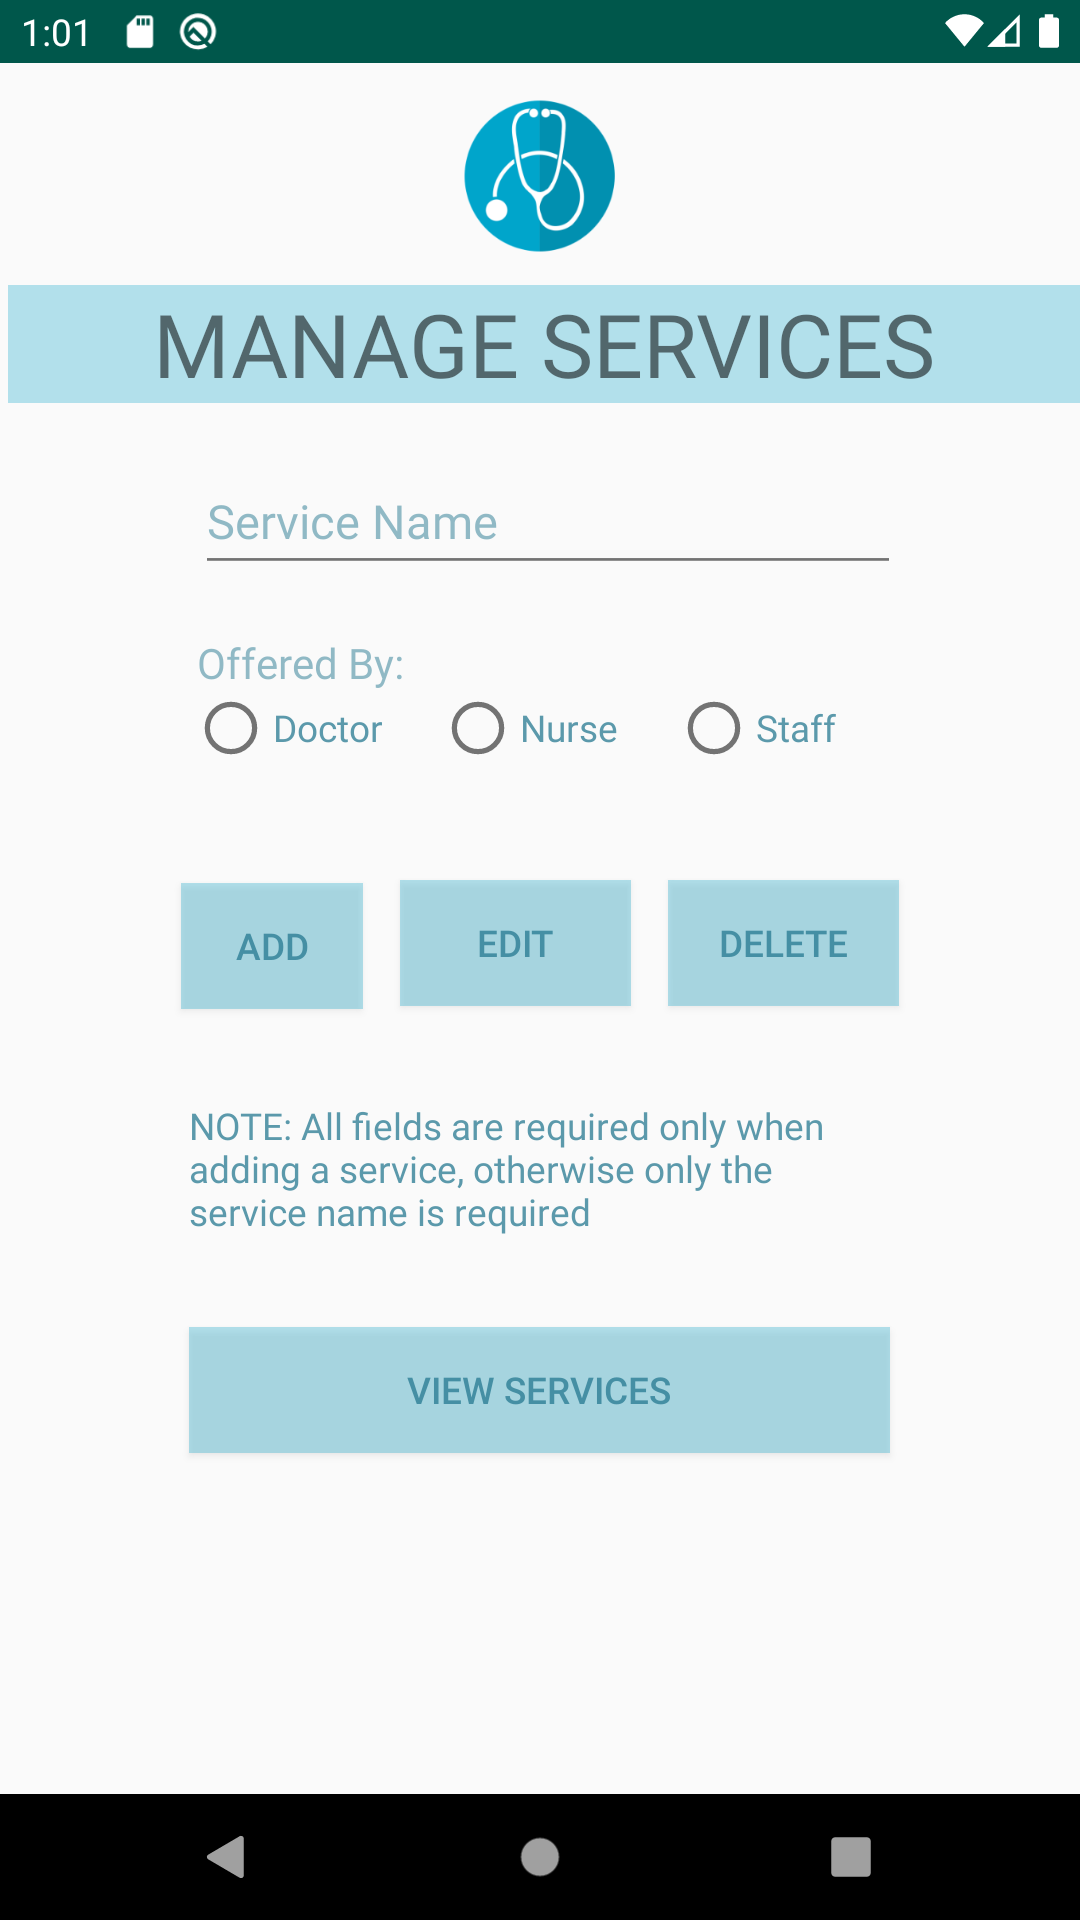 1:01
MANAGE SERVICES
Service Name
Offered By:
Doctor Nurse Staff
ADD EDIT DELETE
NOTE: All fields are required only when
adding a service, otherwise only the
service name is required
VIEW SERVICES